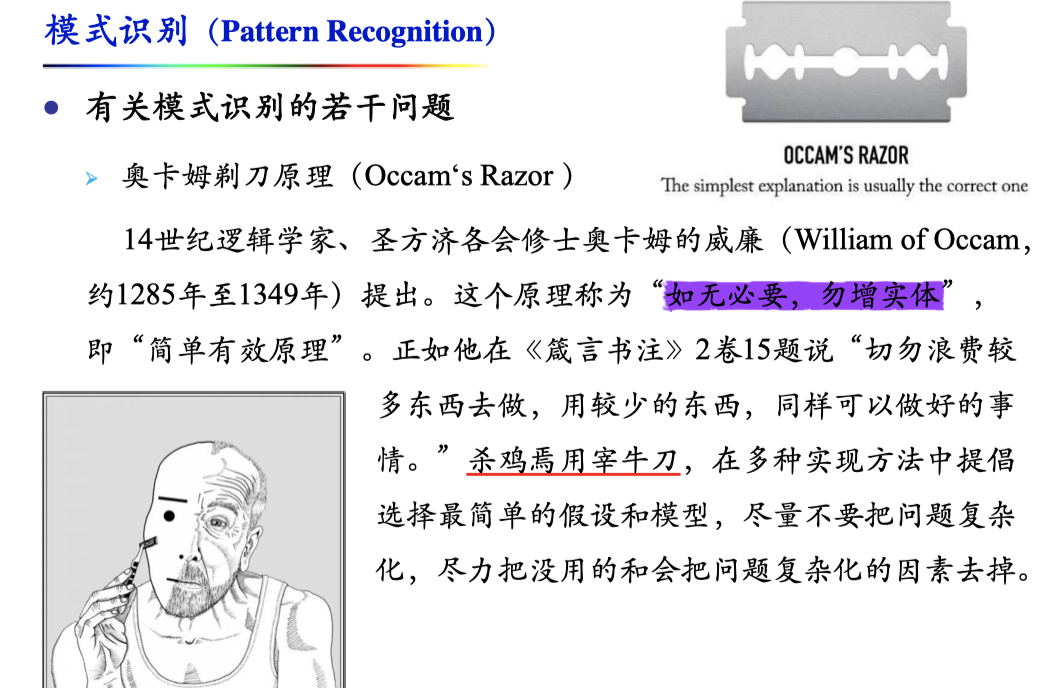 模式识别（Pattern Recognition）
● 有关模式识别的若干问题
➢ 奥卡姆剃刀原理（Occam‘s Razor ）
OCCAM'S RAZOR
The simplest explanation is usually the correct one
14世纪逻辑学家、圣方济各会修士奥卡姆的威廉（William of Occam，
约1285年至1349年）提出。这个原理称为“如无必要，勿增实体”，
即“简单有效原理”。正如他在《箴言书注》2卷15题说“切勿浪费较
多东西去做，用较少的东西，同样可以做好的事
情。”杀鸡焉用宰牛刀，在多种实现方法中提倡
选择最简单的假设和模型，尽量不要把问题复杂
化，尽力把没用的和会把问题复杂化的因素去掉。